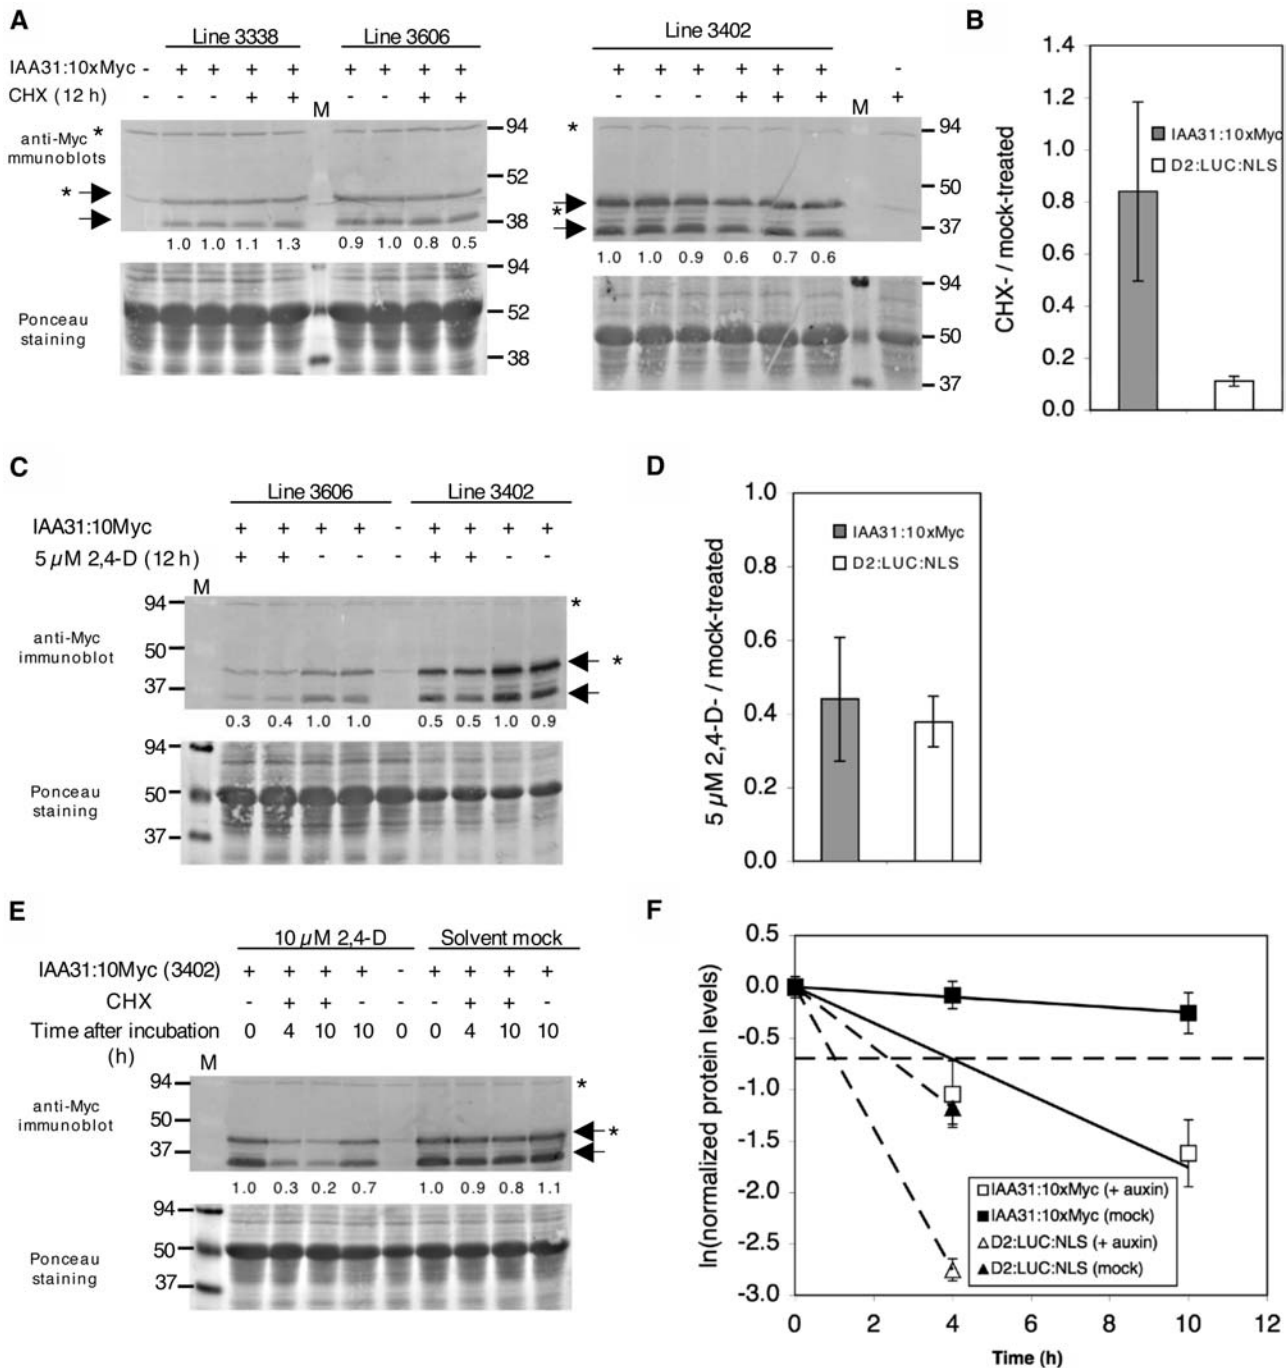 A
Line 3338
Line 3606
Line 3402
IAA31:10xMyc
- + + + + + + + +
+ + + + + + -
CHX (12 h)
- - - + + - - + +
- - - + + + +
M
M
anti-Myc *
mmunoblots
*
*
*
94
52
38
94
50
37
1.0 1.0 1.1 1.3 0.9 1.0 0.8 0.5
1.0 1.0 0.9 0.6 0.7 0.6
Ponceau
staining
94
52
38
94
50
37
B
CHX- / mock-treated
1.4
1.2
1.0
0.8
0.6
0.4
0.2
0.0
IAA31:10xMyc
D2:LUC:NLS
C
Line 3606
Line 3402
IAA31:10Myc
+ + + + - + + + +
5 µM 2,4-D (12 h)
+ + - - - + + - -
M
anti-Myc
immunoblot
94
50
37
*
*
0.3 0.4 1.0 1.0 0.5 0.5 1.0 0.9
Ponceau
staining
94
50
37
D
5 µM 2,4-D- / mock-treated
1.0
0.8
0.6
0.4
0.2
0.0
IAA31:10xMyc
D2:LUC:NLS
E
10 µM 2,4-D
Solvent mock
IAA31:10Myc (3402)
+ + + + - + + + +
CHX
- + + - - - + + -
Time after incubation
(h)
0 4 10 10 0 0 4 10 10
M
anti-Myc
immunoblot
94
50
37
*
*
1.0 0.3 0.2 0.7 1.0 0.9 0.8 1.1
Ponceau
staining
94
50
37
F
ln(normalized protein levels)
0.5
0.0
-0.5
-1.0
-1.5
-2.0
-2.5
-3.0
IAA31:10xMyc (+ auxin)
IAA31:10xMyc (mock)
D2:LUC:NLS (+ auxin)
D2:LUC:NLS (mock)
0 2 4 6 8 10 12
Time (h)